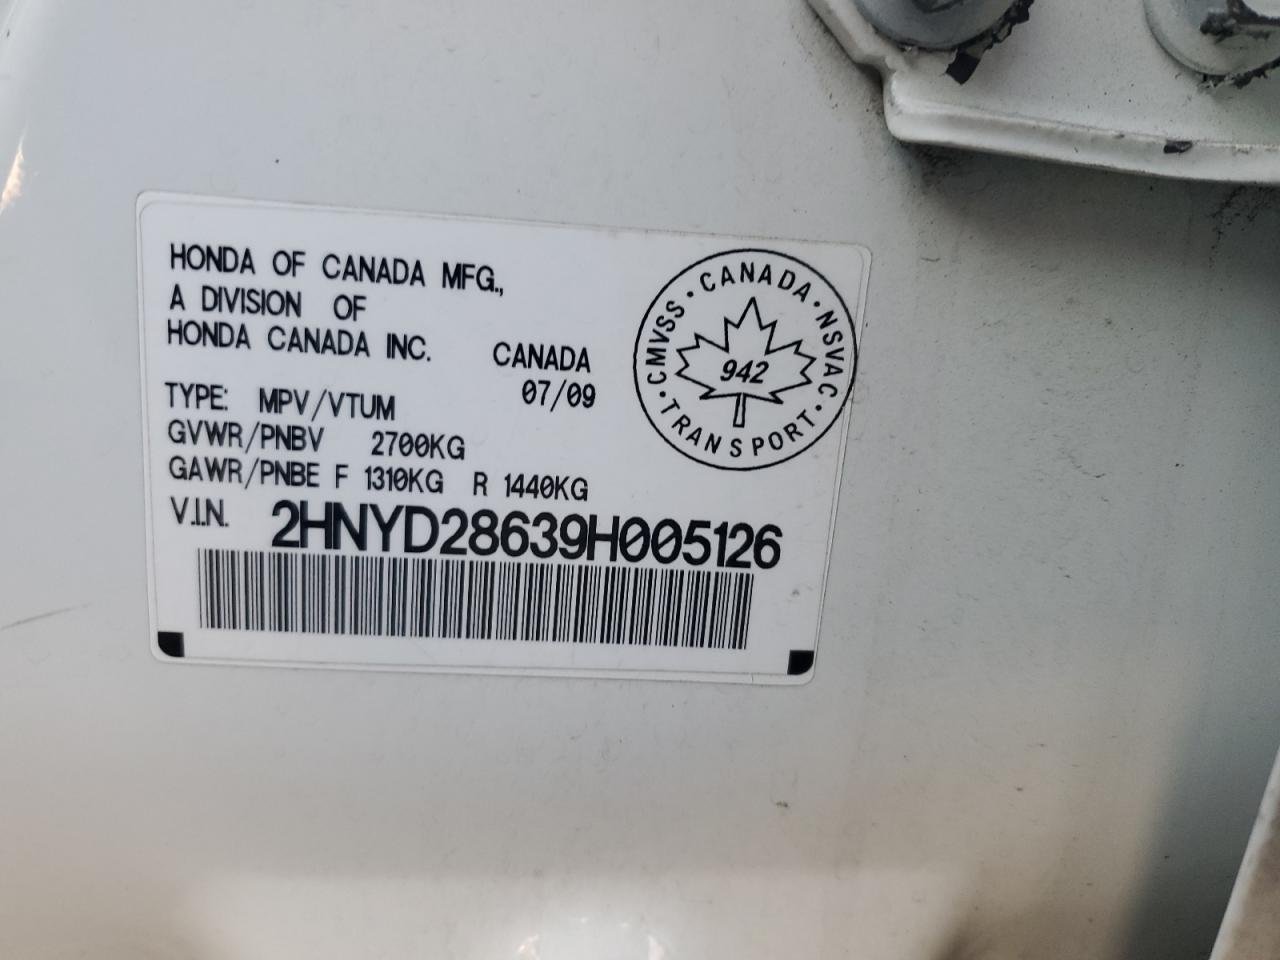 HONDA OF CANADA MFG.,
A DIVISION OF
HONDA CANADA INC. CANADA
07/09
TYPE: MPV/VTUM
GVWR/PNBV 2700KG
GAWR/PNBE F 1310KG R 1440KG
V.I.N. 2HNYD28639H005126
CMVSS · CANADA · NSVAC · TRANSPORT ·
942